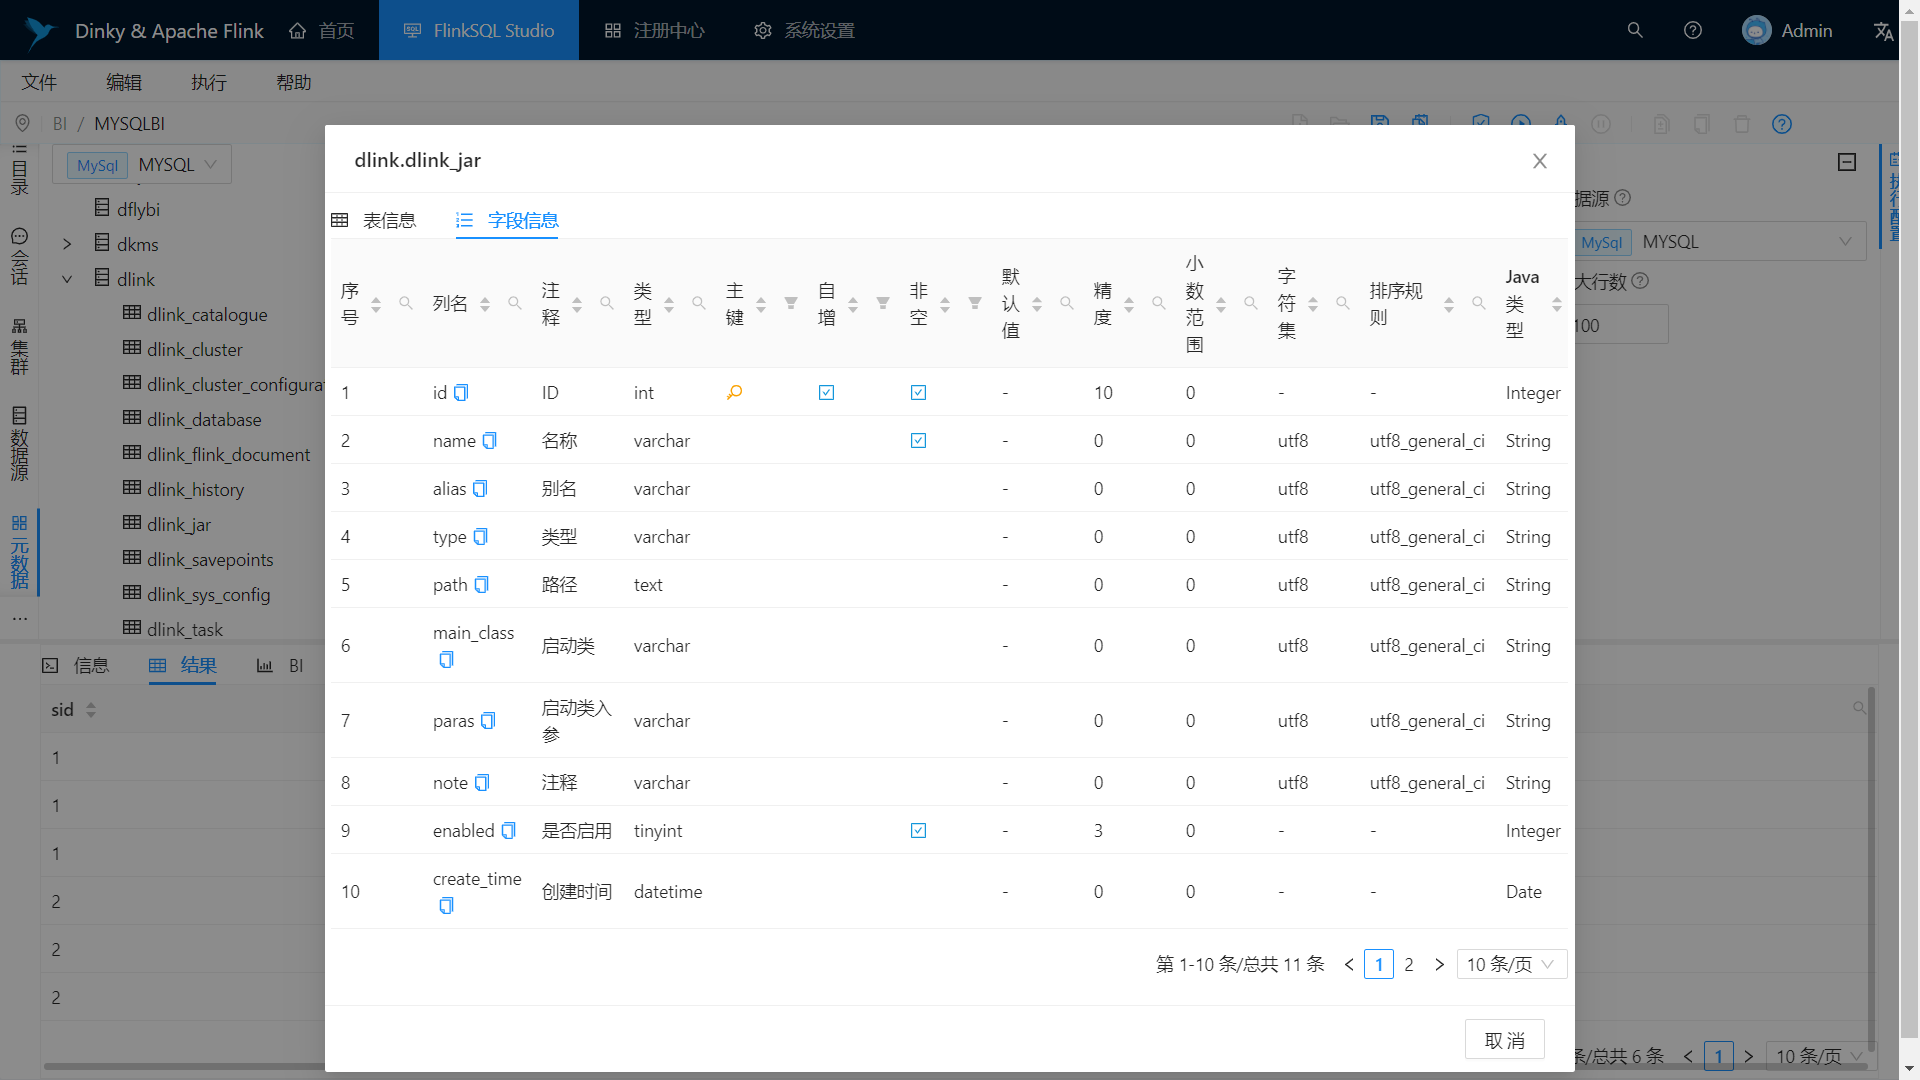 Dinky & Apache Flink 首页 FlinkSQL Studio 注册中心 系统设置 Admin
文件 编辑 执行 帮助
BI / MYSQLBI
目录
会话
集群
数据源
元数据
...
MySql MYSQL
dflybi
dkms
dlink
dlink_catalogue
dlink_cluster
dlink_cluster_configura
dlink_database
dlink_flink_document
dlink_history
dlink_jar
dlink_savepoints
dlink_sys_config
dlink_task
dlink.dlink_jar
表信息 字段信息
序号 列名 注释 类型 主键 自增 非空 默认值 精度 小数范围 字符集 排序规则 Java 类型
1 id ID int - 10 0 - - Integer
2 name 名称 varchar - 0 0 utf8 utf8_general_ci String
3 alias 别名 varchar - 0 0 utf8 utf8_general_ci String
4 type 类型 varchar - 0 0 utf8 utf8_general_ci String
5 path 路径 text - 0 0 utf8 utf8_general_ci String
6 main_class 启动类 varchar - 0 0 utf8 utf8_general_ci String
7 paras 启动类入参 varchar - 0 0 utf8 utf8_general_ci String
8 note 注释 varchar - 0 0 utf8 utf8_general_ci String
9 enabled 是否启用 tinyint - 3 0 - - Integer
10 create_time 创建时间 datetime - 0 0 - - Date
第 1-10 条/总共 11 条 1 2 10 条/页
取 消
据源
MySql MYSQL
大行数
100
执行配置
信息 结果 BI
sid
1
1
1
2
2
2
条/总共 6 条 1 10 条/页